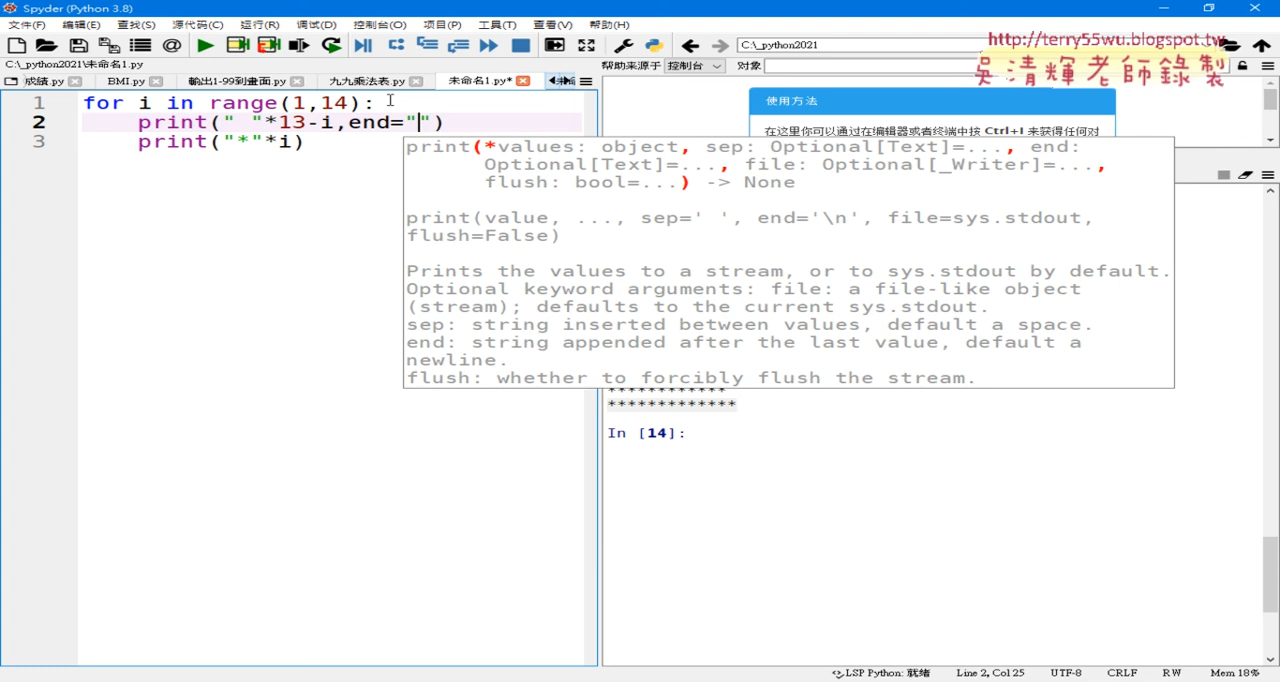 Spyder (Python 3.8)
文件(F) 编辑(E) 查找(S) 源代码(C) 运行(R) 调试(D) 控制台(O) 项目(P) 工具(T) 查看(V) 帮助(H)
C:\_python2021
http://terry55wu.blogspot.tw
吳清輝老師錄製
C:\_python2021\未命名1.py
帮助来源于 控制台 对象
成绩.py BMI.py 輸出1-99到畫面.py 九九乘法表.py 未命名1.py*
1 for i in range(1,14):
2 print(" "*13-i,end="")
3 print("*"*i)
使用方法
在这里你可以通过在编辑器或者终端中按 Ctrl+I 来获得任何对
print(*values: object, sep: Optional[Text]=..., end:
Optional[Text]=..., file: Optional[_Writer]=...,
flush: bool=...) -> None
print(value, ..., sep=' ', end='\n', file=sys.stdout,
flush=False)
Prints the values to a stream, or to sys.stdout by default.
Optional keyword arguments: file: a file-like object
(stream); defaults to the current sys.stdout.
sep: string inserted between values, default a space.
end: string appended after the last value, default a
newline.
flush: whether to forcibly flush the stream.
************
*************
In [14]:
LSP Python: 就绪 Line 2, Col 25 UTF-8 CRLF RW Mem 18%